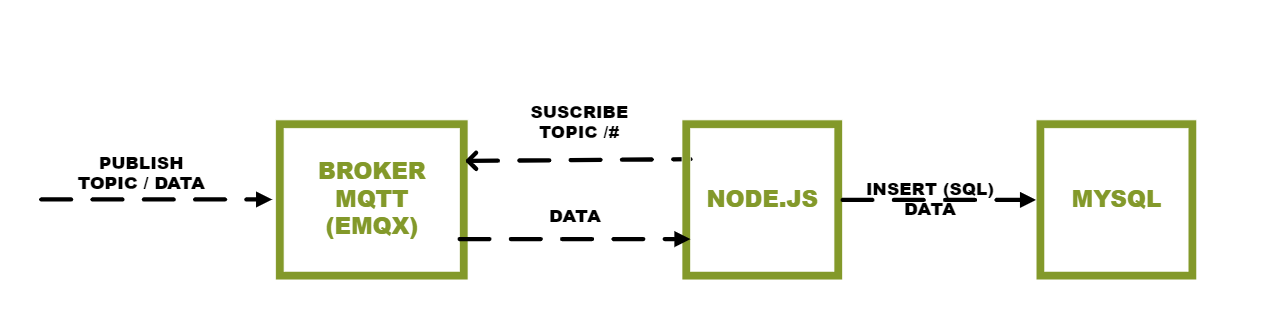 PUBLISH
TOPIC / DATA
BROKER
MQTT
(EMQX)
SUSCRIBE
TOPIC /#
DATA
NODE.JS
INSERT (SQL)
DATA
MYSQL